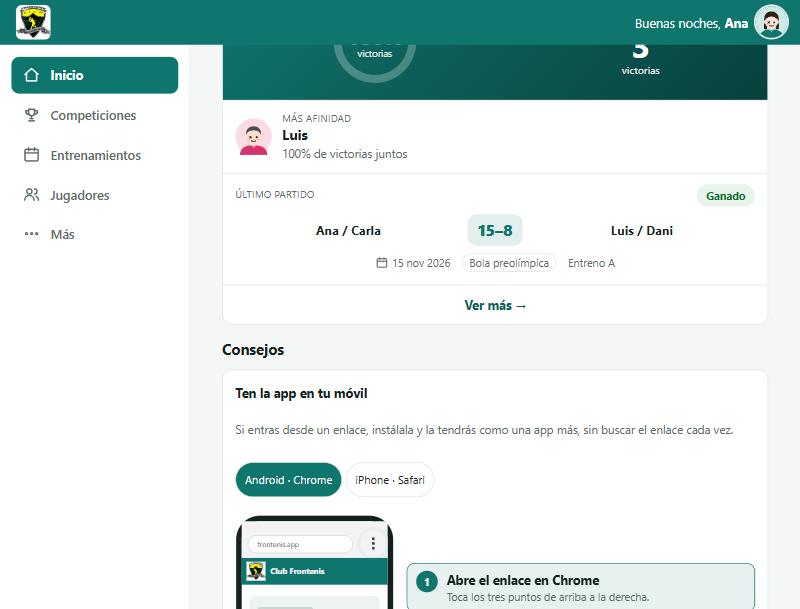 Buenas noches, Ana
Inicio
Competiciones
Entrenamientos
Jugadores
Más
victorias
3
victorias
MÁS AFINIDAD
Luis
100% de victorias juntos
ÚLTIMO PARTIDO
Ganado
Ana / Carla
15–8
Luis / Dani
15 nov 2026
Bola preolímpica
Entreno A
Ver más →
Consejos
Ten la app en tu móvil
Si entras desde un enlace, instálala y la tendrás como una app más, sin buscar el enlace cada vez.
Android · Chrome
iPhone · Safari
frontenis.app
Club Frontenis
1
Abre el enlace en Chrome
Toca los tres puntos de arriba a la derecha.